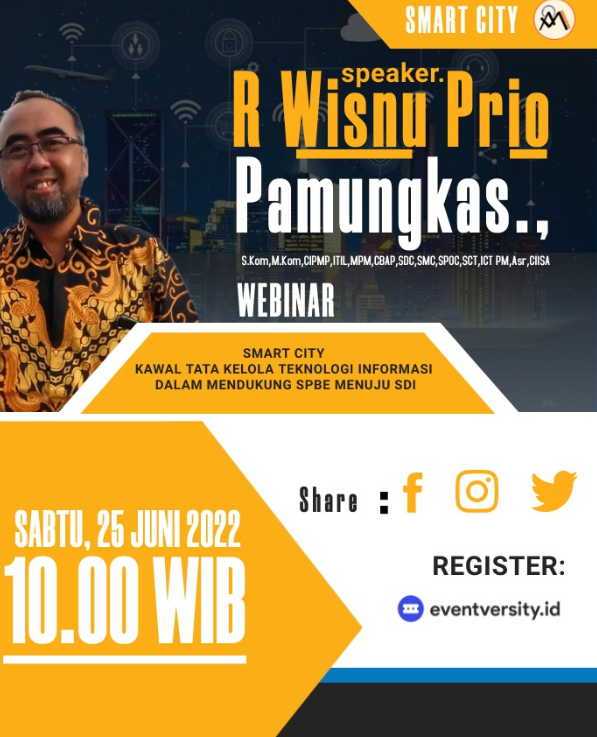 SMART CITY
speaker.
R Wisnu Prio
Pamungkas.,
S.Kom,M.Kom,CIPMP,ITIL,MPM,CBAP,SDC,SMC,SPOC,SCT,ICT PM,Asr,CIISA
WEBINAR
SMART CITY
KAWAL TATA KELOLA TEKNOLOGI INFORMASI
DALAM MENDUKUNG SPBE MENUJU SDI
Share :
SABTU, 25 JUNI 2022
10.00 WIB
REGISTER:
eventversity.id